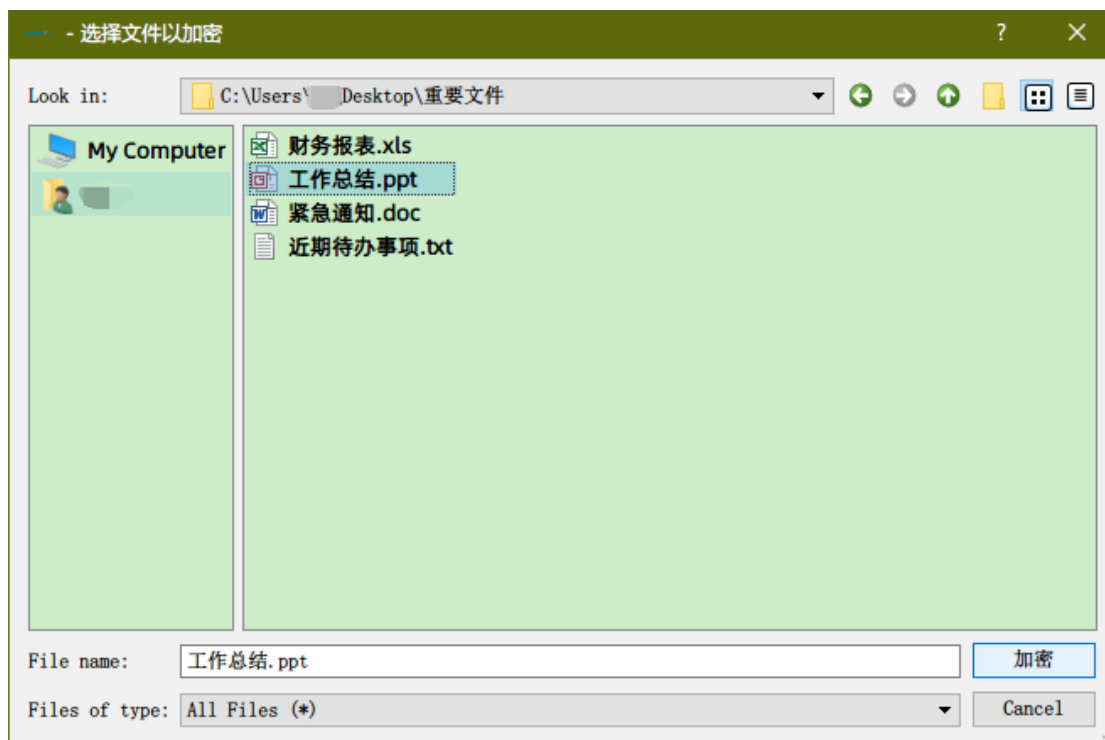 - 选择文件以加密
Look in: C:\Users\ Desktop\重要文件
My Computer
财务报表.xls
工作总结.ppt
紧急通知.doc
近期待办事项.txt
File name: 工作总结.ppt 加密
Files of type: All Files (*) Cancel